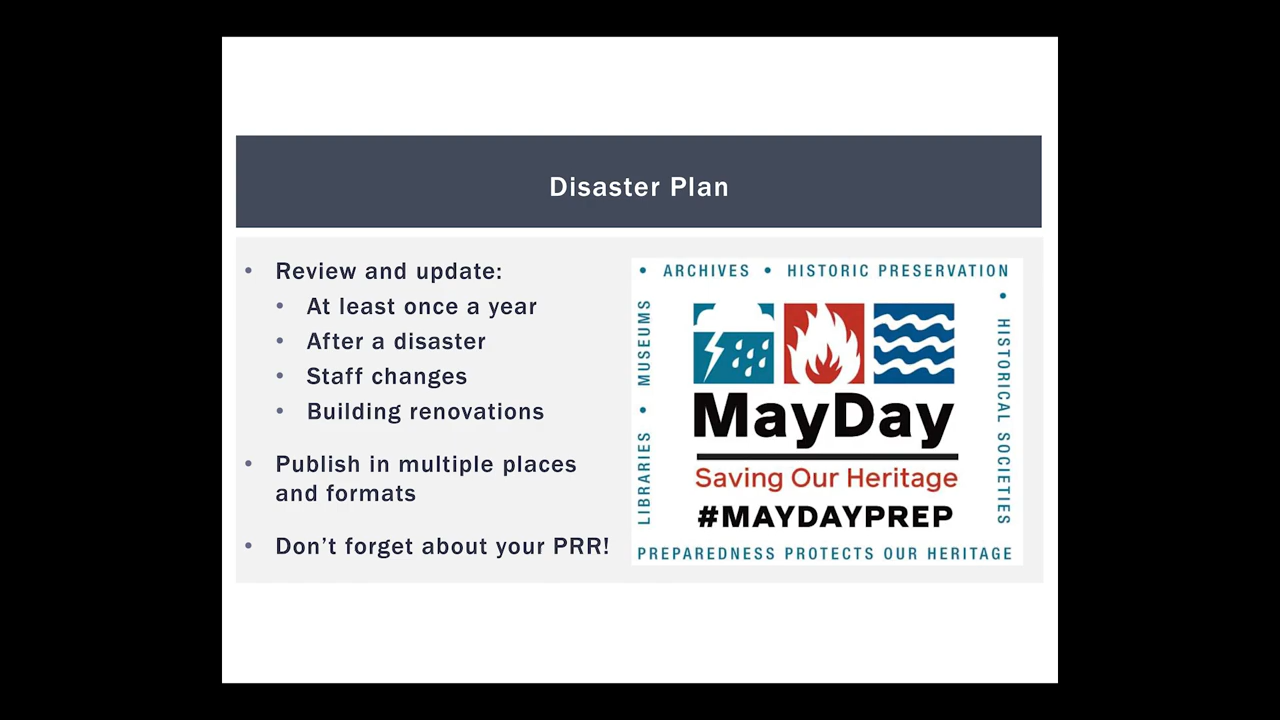 Disaster Plan
• Review and update:
• At least once a year
• After a disaster
• Staff changes
• Building renovations
• Publish in multiple places
and formats
• Don’t forget about your PRR!
LIBRARIES • MUSEUMS
• ARCHIVES • HISTORIC PRESERVATION
• HISTORICAL SOCIETIES
MayDay
Saving Our Heritage
#MAYDAYPREP
PREPAREDNESS PROTECTS OUR HERITAGE